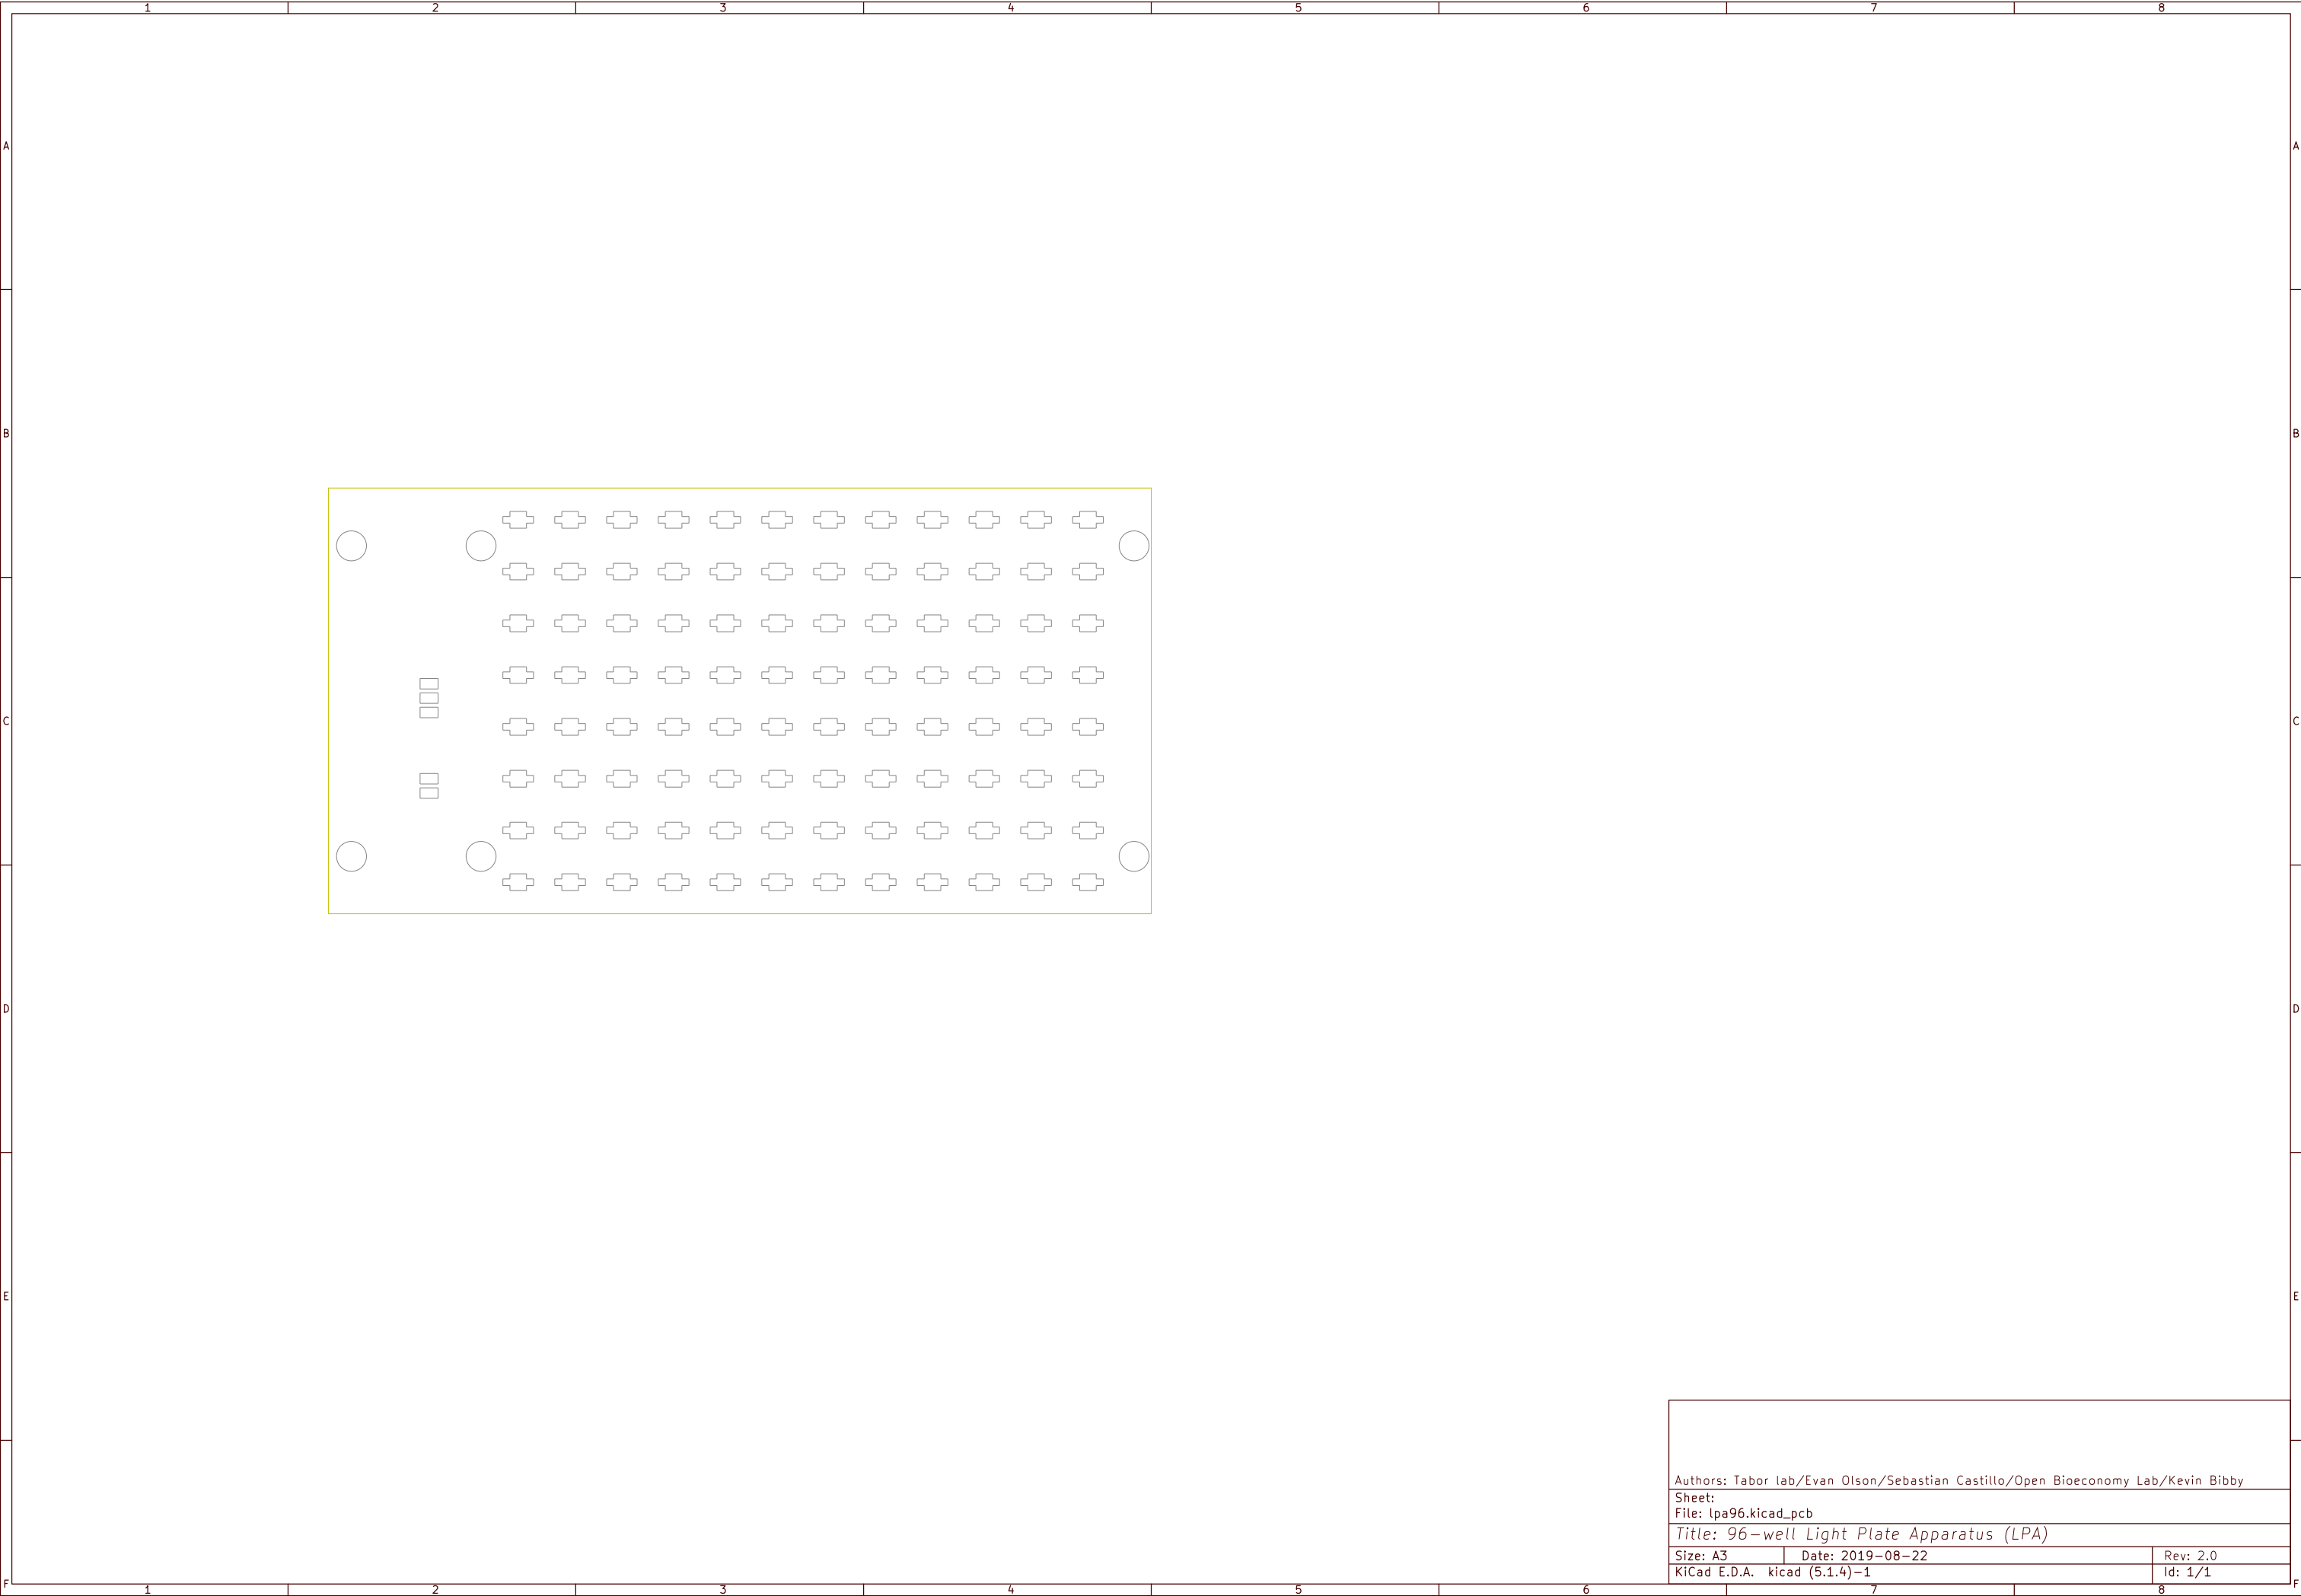 1 2 3 4 5 6 7 8
A A
B B
C C
D D
E E
Authors: Tabor lab/Evan Olson/Sebastian Castillo/Open Bioeconomy Lab/Kevin Bibby
Sheet:
File: lpa96.kicad_pcb
Title: 96-well Light Plate Apparatus (LPA)
Size: A3 Date: 2019-08-22 Rev: 2.0
KiCad E.D.A. kicad (5.1.4)-1 Id: 1/1
F F
1 2 3 4 5 6 7 8